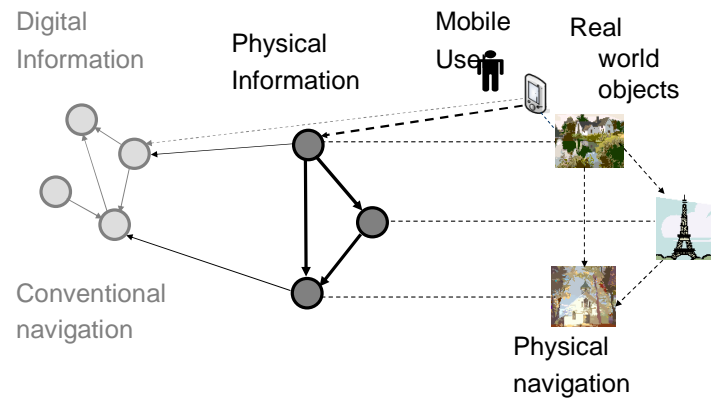 Digital
Information
Physical
Information
Mobile
User
Real
world
objects
Conventional
navigation
Physical
navigation